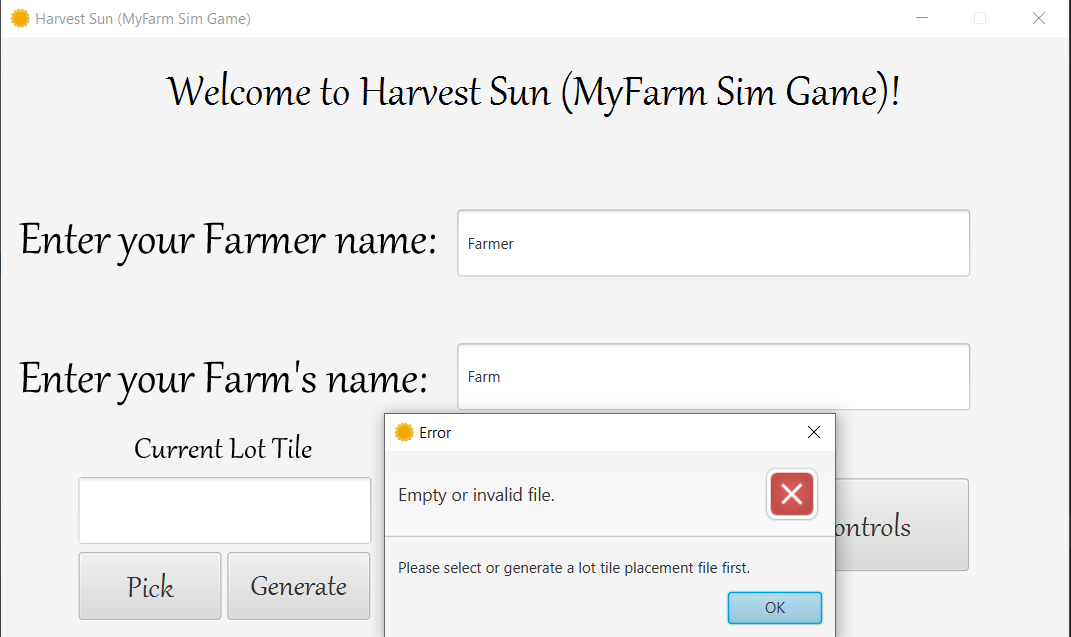 Harvest Sun (MyFarm Sim Game)
Welcome to Harvest Sun (MyFarm Sim Game)!
Enter your Farmer name:
Farmer
Enter your Farm's name:
Farm
Current Lot Tile
Pick
Generate
Error
Empty or invalid file.
Please select or generate a lot tile placement file first.
OK
ontrols